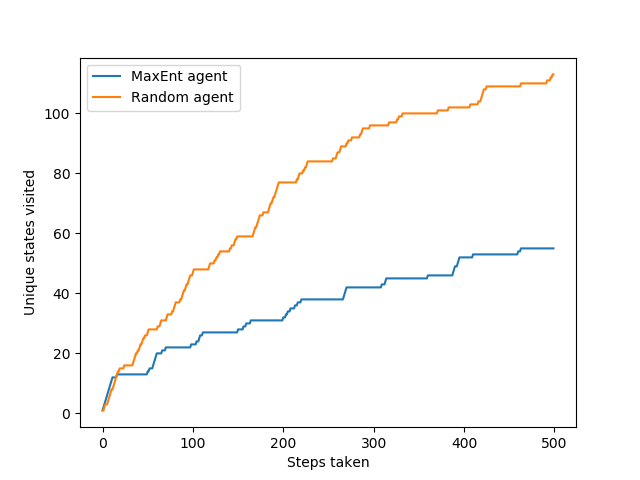 MaxEnt agent
Random agent
100
80
60
40
20
0
Unique states visited
0 100 200 300 400 500
Steps taken